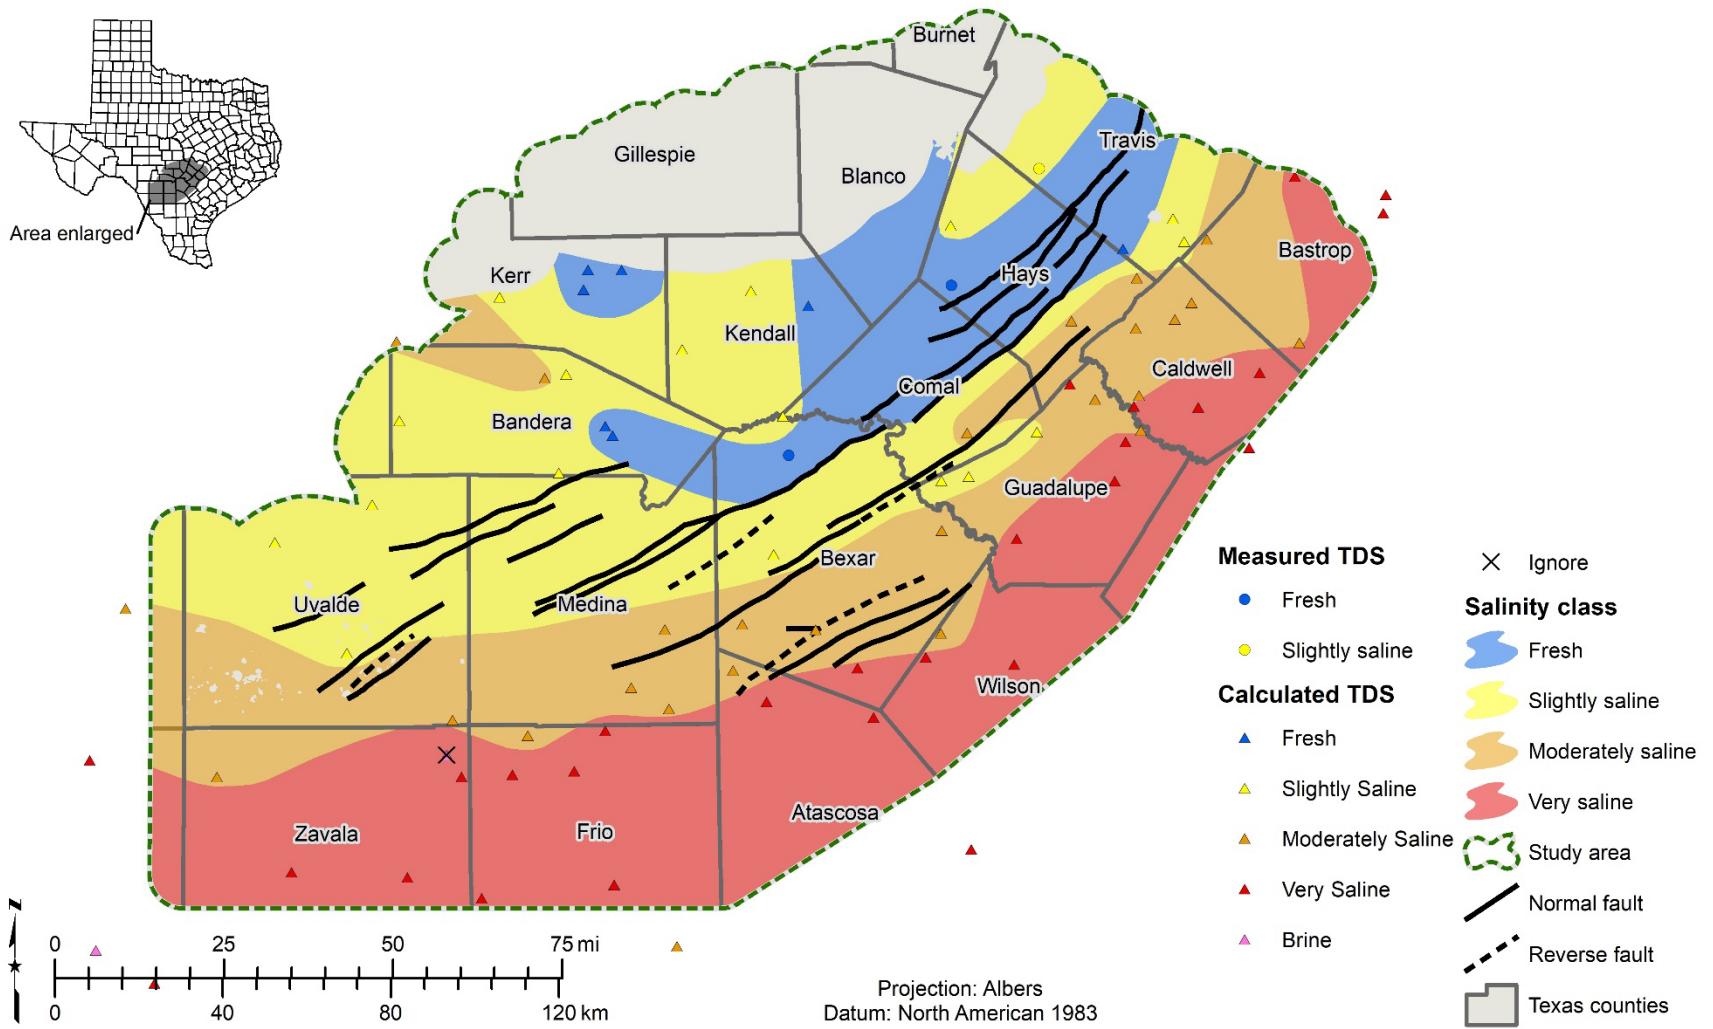 Burnet
Travis
Gillespie
Blanco
Area enlarged
Bastrop
Kerr
Hays
Kendall
Caldwell
Comal
Bandera
Guadalupe
Bexar
Uvalde
Medina
Wilson
Zavala
Frio
Atascosa
Measured TDS
Fresh
Slightly saline
Calculated TDS
Fresh
Slightly Saline
Moderately Saline
Very Saline
Brine
Ignore
Salinity class
Fresh
Slightly saline
Moderately saline
Very saline
Study area
Normal fault
Reverse fault
Texas counties
N
0 25 50 75 mi
0 40 80 120 km
Projection: Albers
Datum: North American 1983